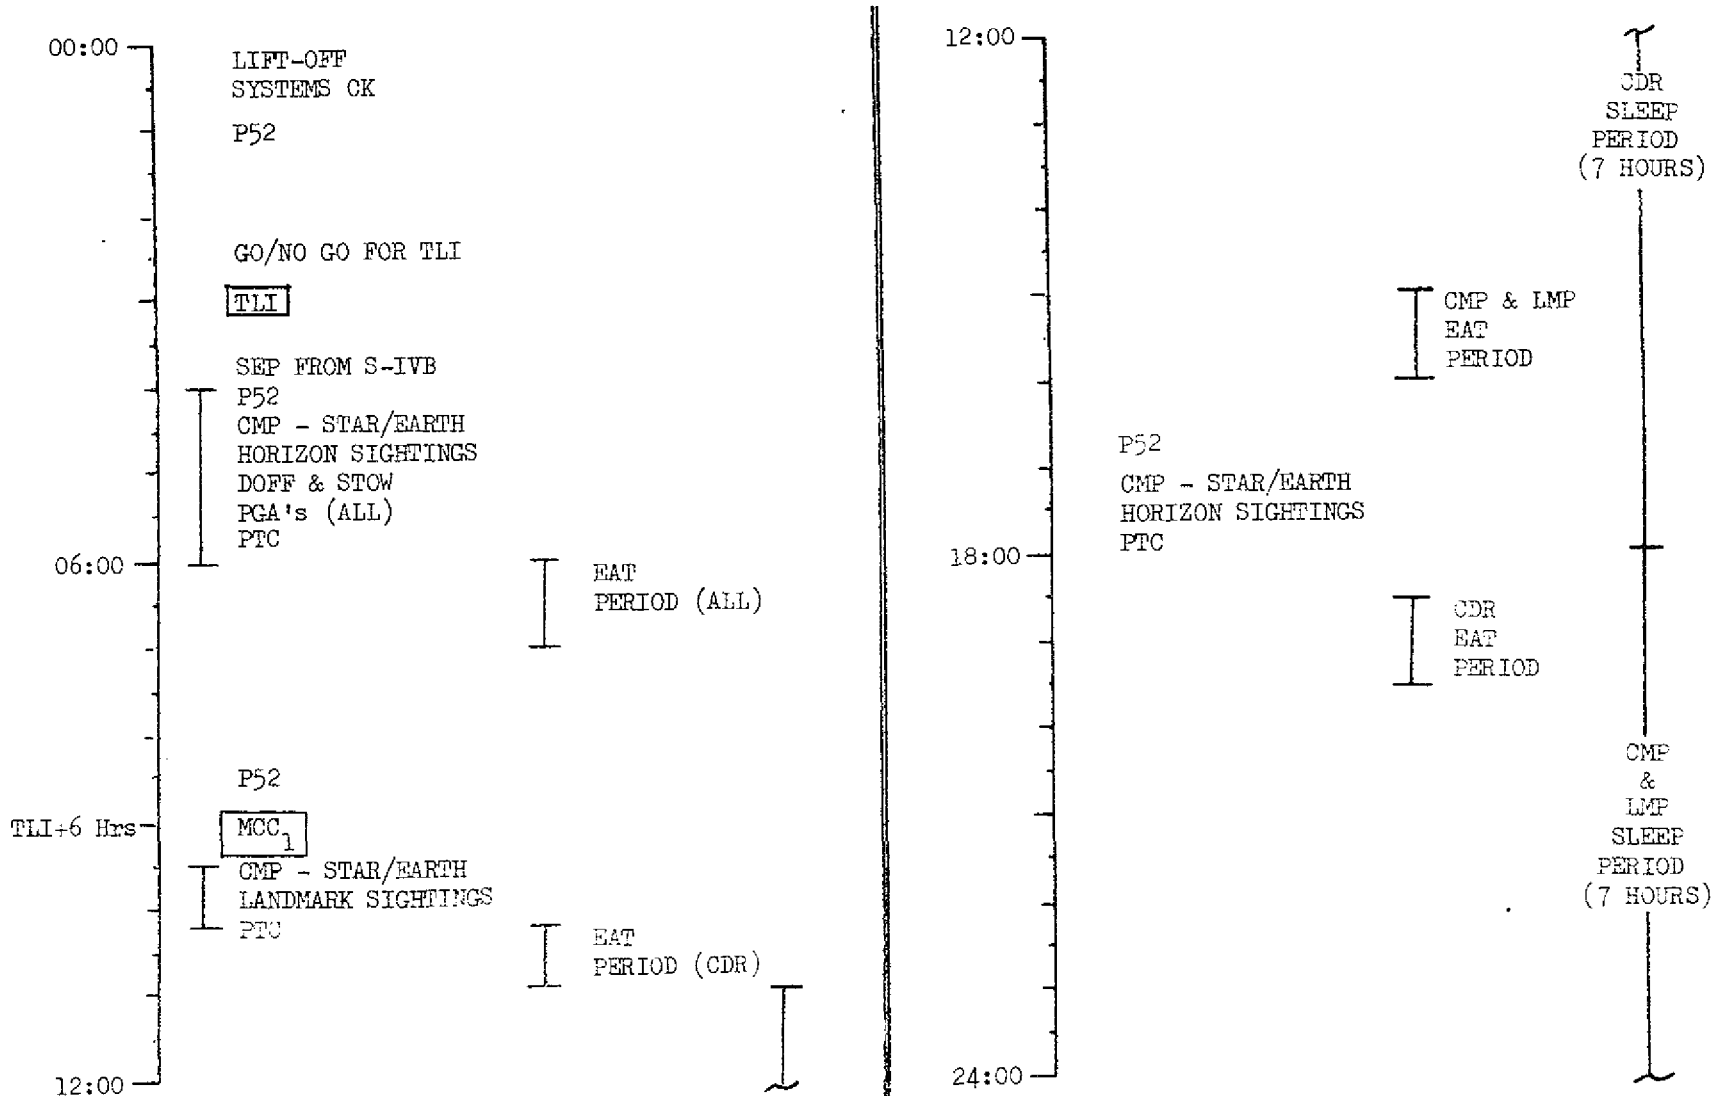 00:00
LIFT-OFF
SYSTEMS CK
P52
GO/NO GO FOR TLI
TLI
SEP FROM S-IVB
P52
CMP - STAR/EARTH
HORIZON SIGHTINGS
DOFF & STOW
PGA's (ALL)
PTC
06:00
EAT
PERIOD (ALL)
P52
TLI+6 Hrs
MCC1
CMP - STAR/EARTH
LANDMARK SIGHTINGS
PTC
EAT
PERIOD (CDR)
12:00
12:00
CDR
SLEEP
PERIOD
(7 HOURS)
CMP & LMP
EAT
PERIOD
P52
CMP - STAR/EARTH
HORIZON SIGHTINGS
PTC
18:00
CDR
EAT
PERIOD
CMP
&
LMP
SLEEP
PERIOD
(7 HOURS)
24:00